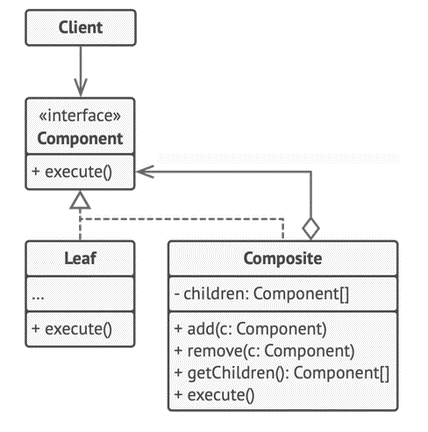 Client
«interface»
Component
+ execute()
Leaf
...
+ execute()
Composite
- children: Component[]
+ add(c: Component)
+ remove(c: Component)
+ getChildren(): Component[]
+ execute()